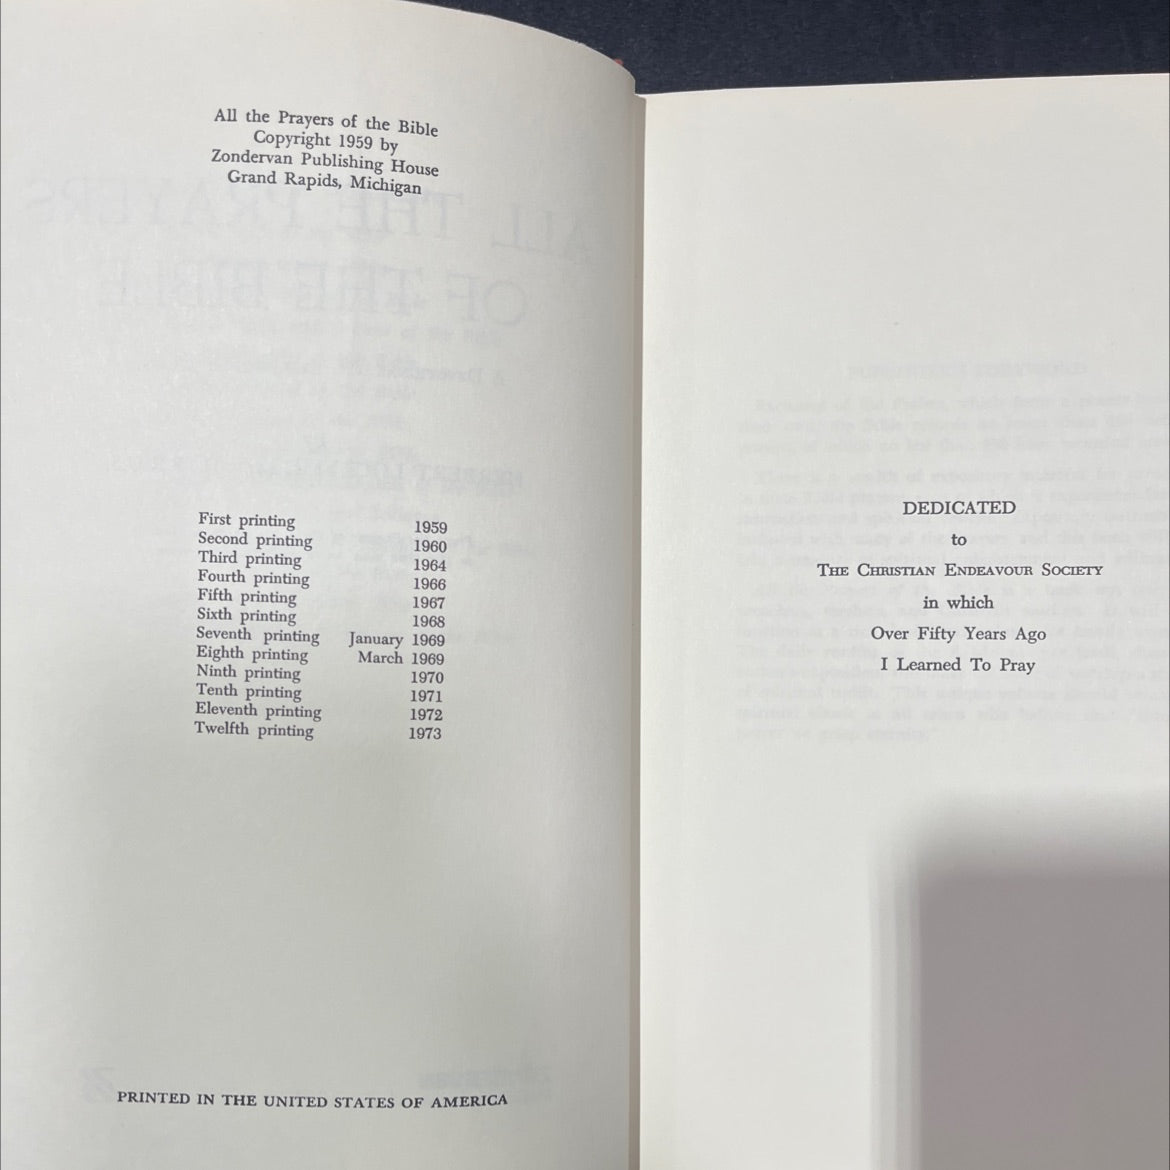 All the Prayers of the Bible
Copyright 1959 by
Zondervan Publishing House
Grand Rapids, Michigan
First printing 1959
Second printing 1960
Third printing 1964
Fourth printing 1966
Fifth printing 1967
Sixth printing 1968
Seventh printing January 1969
Eighth printing March 1969
Ninth printing 1970
Tenth printing 1971
Eleventh printing 1972
Twelfth printing 1973
PRINTED IN THE UNITED STATES OF AMERICA
DEDICATED
to
THE CHRISTIAN ENDEAVOUR SOCIETY
in which
Over Fifty Years Ago
I Learned To Pray